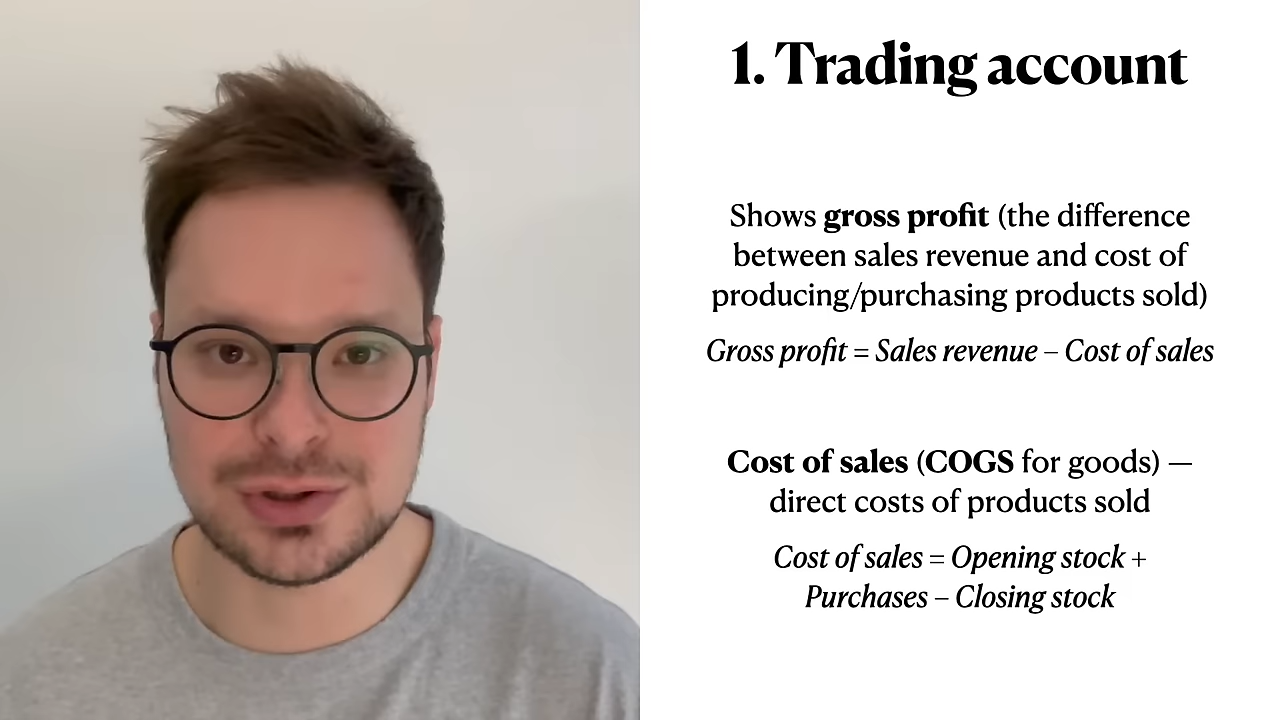 1. Trading account
Shows gross profit (the difference
between sales revenue and cost of
producing/purchasing products sold)
Gross profit = Sales revenue – Cost of sales
Cost of sales (COGS for goods) —
direct costs of products sold
Cost of sales = Opening stock +
Purchases – Closing stock